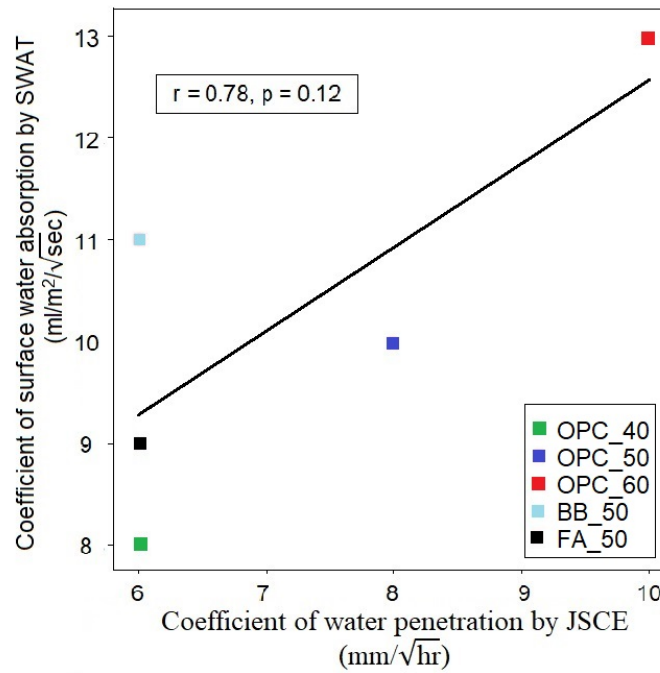 Coefficient of surface water absorption by SWAT
(ml/m²/√sec)
13
12
11
10
9
8
r = 0.78, p = 0.12
OPC_40
OPC_50
OPC_60
BB_50
FA_50
6 7 8 9 10
Coefficient of water penetration by JSCE
(mm/√hr)